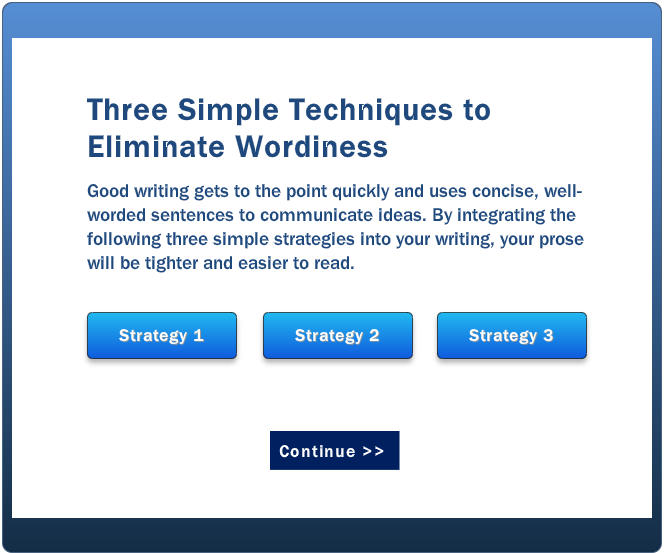 Three Simple Techniques to
Eliminate Wordiness
Good writing gets to the point quickly and uses concise, well-
worded sentences to communicate ideas. By integrating the
following three simple strategies into your writing, your prose
will be tighter and easier to read.
Strategy 1 Strategy 2 Strategy 3
Continue >>